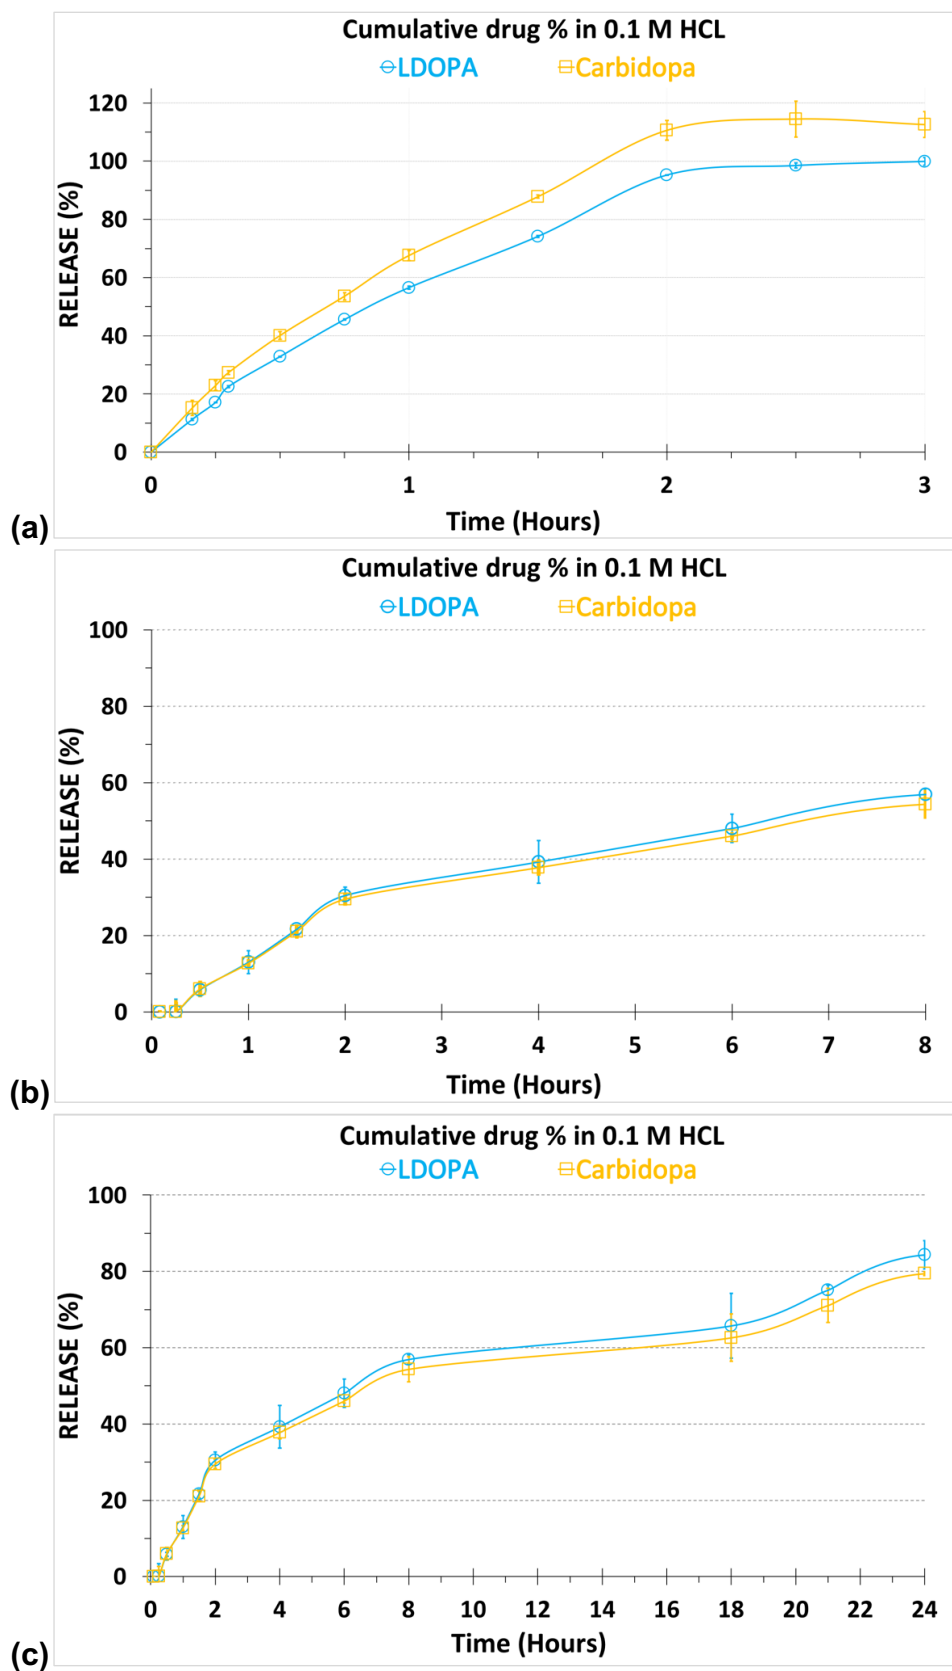 Cumulative drug % in 0.1 M HCL
LDOPA Carbidopa
120
100
80
60
40
20
0
RELEASE (%)
0 1 2 3
Time (Hours)
(a)
Cumulative drug % in 0.1 M HCL
LDOPA Carbidopa
100
80
60
40
20
0
RELEASE (%)
0 1 2 3 4 5 6 7 8
Time (Hours)
(b)
Cumulative drug % in 0.1 M HCL
LDOPA Carbidopa
100
80
60
40
20
0
RELEASE (%)
0 2 4 6 8 10 12 14 16 18 20 22 24
Time (Hours)
(c)